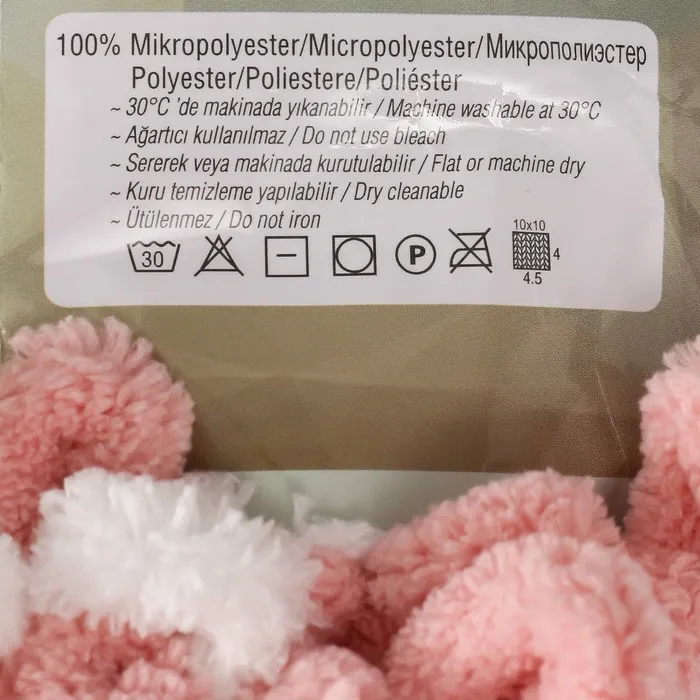 100% Mikropolyester/Micropolyester/Микрополиэстер
Polyester/Poliestere/Poliéster
~ 30°C 'de makinada yıkanabilir / Machine washable at 30°C
~ Ağartıcı kullanılmaz / Do not use bleach
~ Sererek veya makinada kurutulabilir / Flat or machine dry
~ Kuru temizleme yapılabilir / Dry cleanable
~ Ütülenmez / Do not iron
30
P
10x10
4
4.5